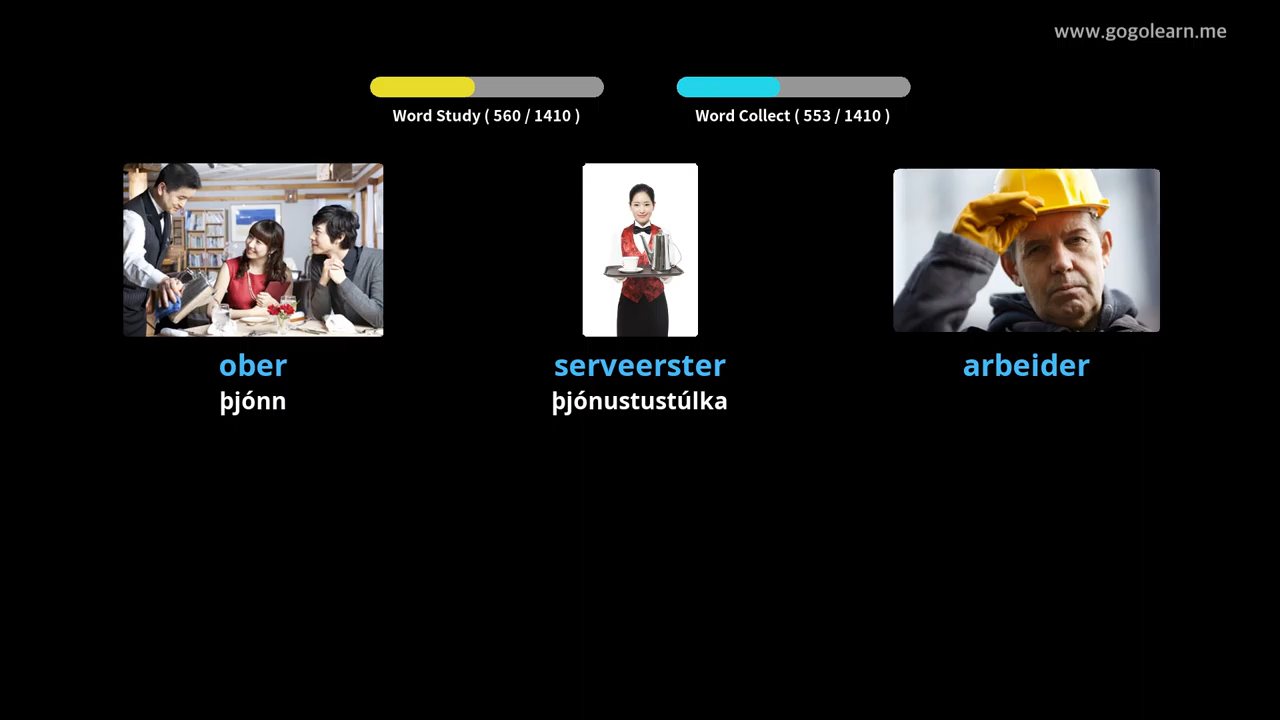 www.gogolearn.me
Word Study ( 560 / 1410 )
Word Collect ( 553 / 1410 )
ober
serveerster
arbeider
þjónn
þjónustustúlka